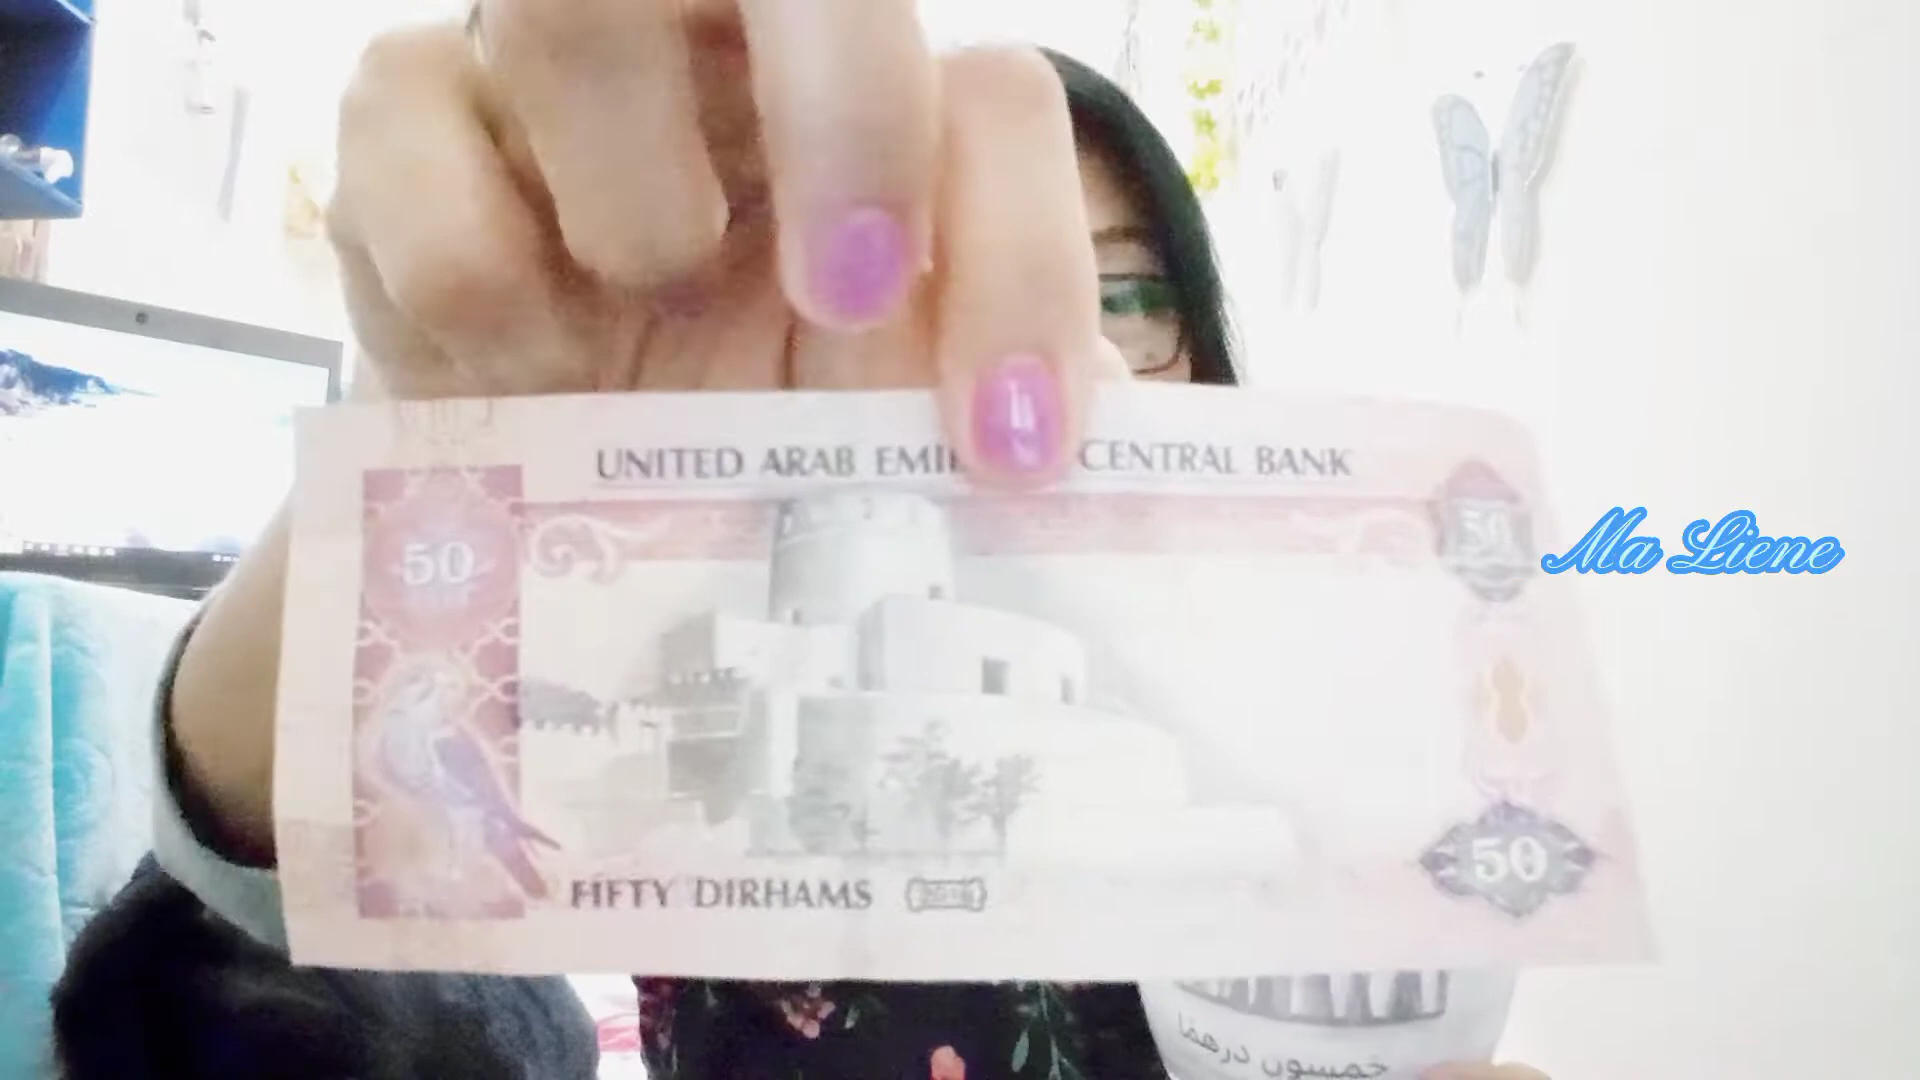 UNITED ARAB EMI CENTRAL BANK
50
50
Ma Liene
50
FIFTY DIRHAMS
خمسون درهما